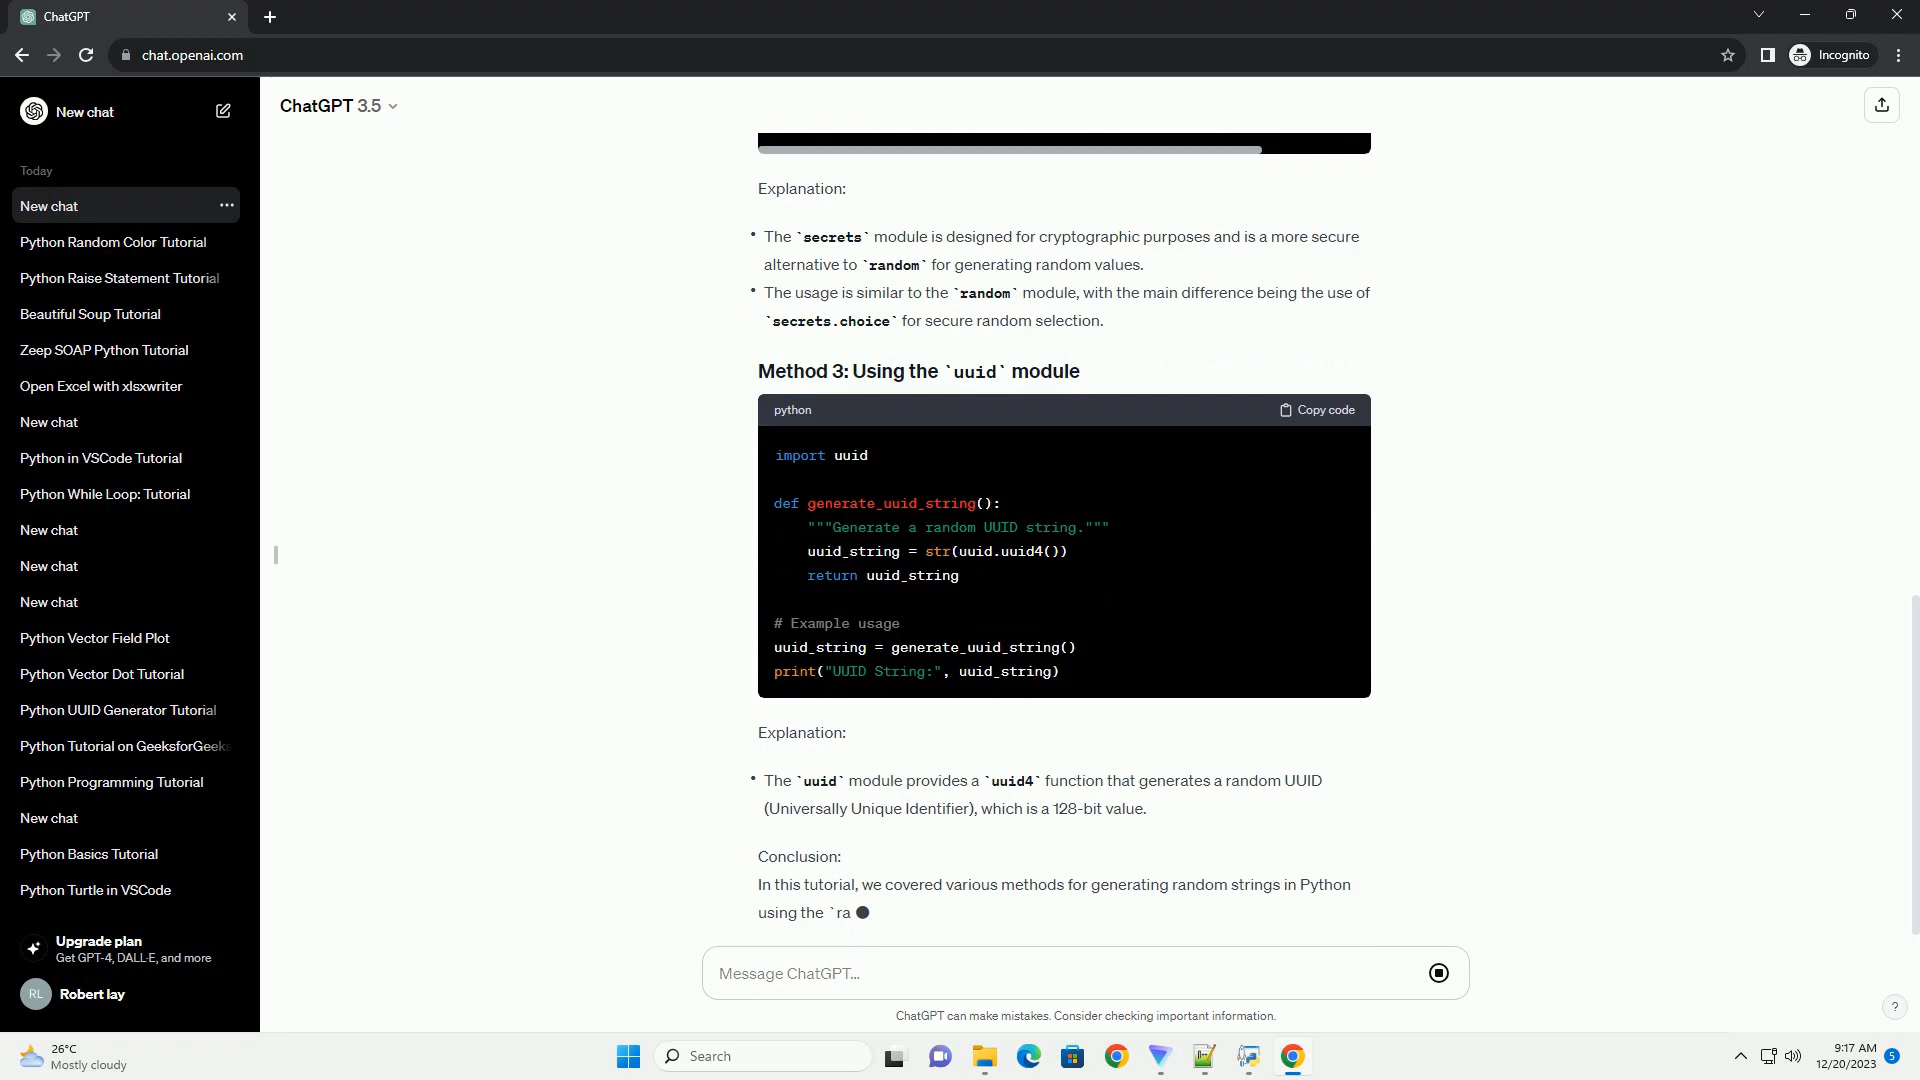 ChatGPT
chat.openai.com
Incognito
New chat
Today
New chat
Python Random Color Tutorial
Python Raise Statement Tutorial
Beautiful Soup Tutorial
Zeep SOAP Python Tutorial
Open Excel with xlsxwriter
New chat
Python in VSCode Tutorial
Python While Loop: Tutorial
New chat
New chat
New chat
Python Vector Field Plot
Python Vector Dot Tutorial
Python UUID Generator Tutorial
Python Tutorial on GeeksforGeeks
Python Programming Tutorial
New chat
Python Basics Tutorial
Python Turtle in VSCode
Upgrade plan
Get GPT-4, DALL·E, and more
RL Robert lay
ChatGPT 3.5
Explanation:
• The `secrets` module is designed for cryptographic purposes and is a more secure
alternative to `random` for generating random values.
• The usage is similar to the `random` module, with the main difference being the use of
`secrets.choice` for secure random selection.
Method 3: Using the `uuid` module
python Copy code
import uuid
def generate_uuid_string():
"""Generate a random UUID string."""
uuid_string = str(uuid.uuid4())
return uuid_string
# Example usage
uuid_string = generate_uuid_string()
print("UUID String:", uuid_string)
Explanation:
• The `uuid` module provides a `uuid4` function that generates a random UUID
(Universally Unique Identifier), which is a 128-bit value.
Conclusion:
In this tutorial, we covered various methods for generating random strings in Python
using the `ra
Message ChatGPT...
ChatGPT can make mistakes. Consider checking important information.
?
26°C
Mostly cloudy
Search
9:17 AM
12/20/2023
5